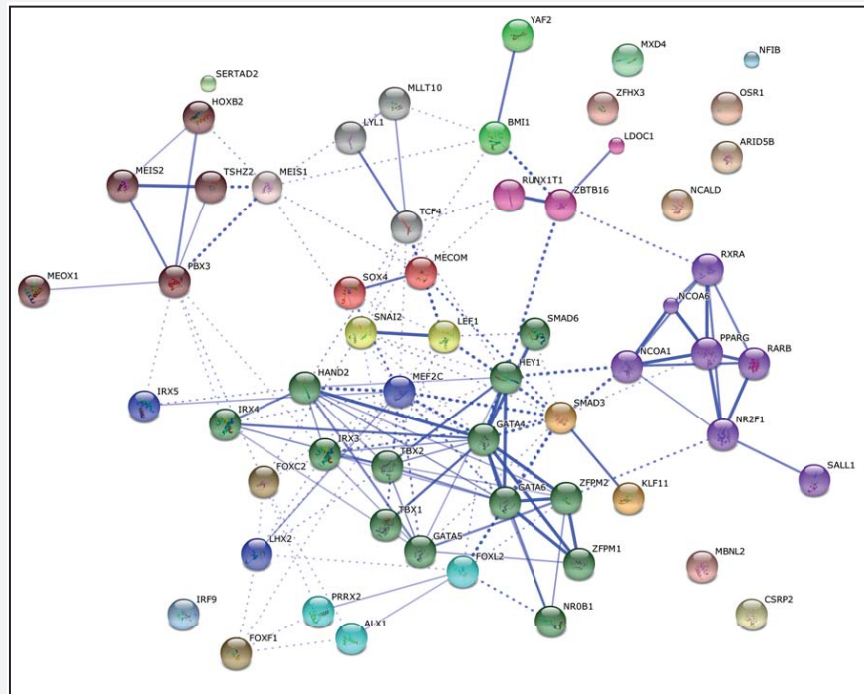 YAF2
MXD4
NFIB
SERTAD2
MLLT10
ZFHX3
OSR1
HOXB2
LYL1
BMI1
LDOC1
ARID5B
MEIS2
TSHZ2
MEIS1
RUNX1T1
ZBTB16
NCALD
TCF4
MEOX1
PBX3
MECOM
RXRA
SOX4
NCOA6
SNAI2
LEF1
SMAD6
PPARG
RARB
HAND2
MEF2C
HEY1
NCOA1
IRX5
IRX4
SMAD3
NR2F1
GATA4
IRX3
TBX2
FOXC2
GATA6
ZFPM2
KLF11
SALL1
TBX1
GATA5
LHX2
FOXL2
ZFPM1
MBNL2
IRF9
PRRX2
NR0B1
CSRP2
FOXF1
ALX1